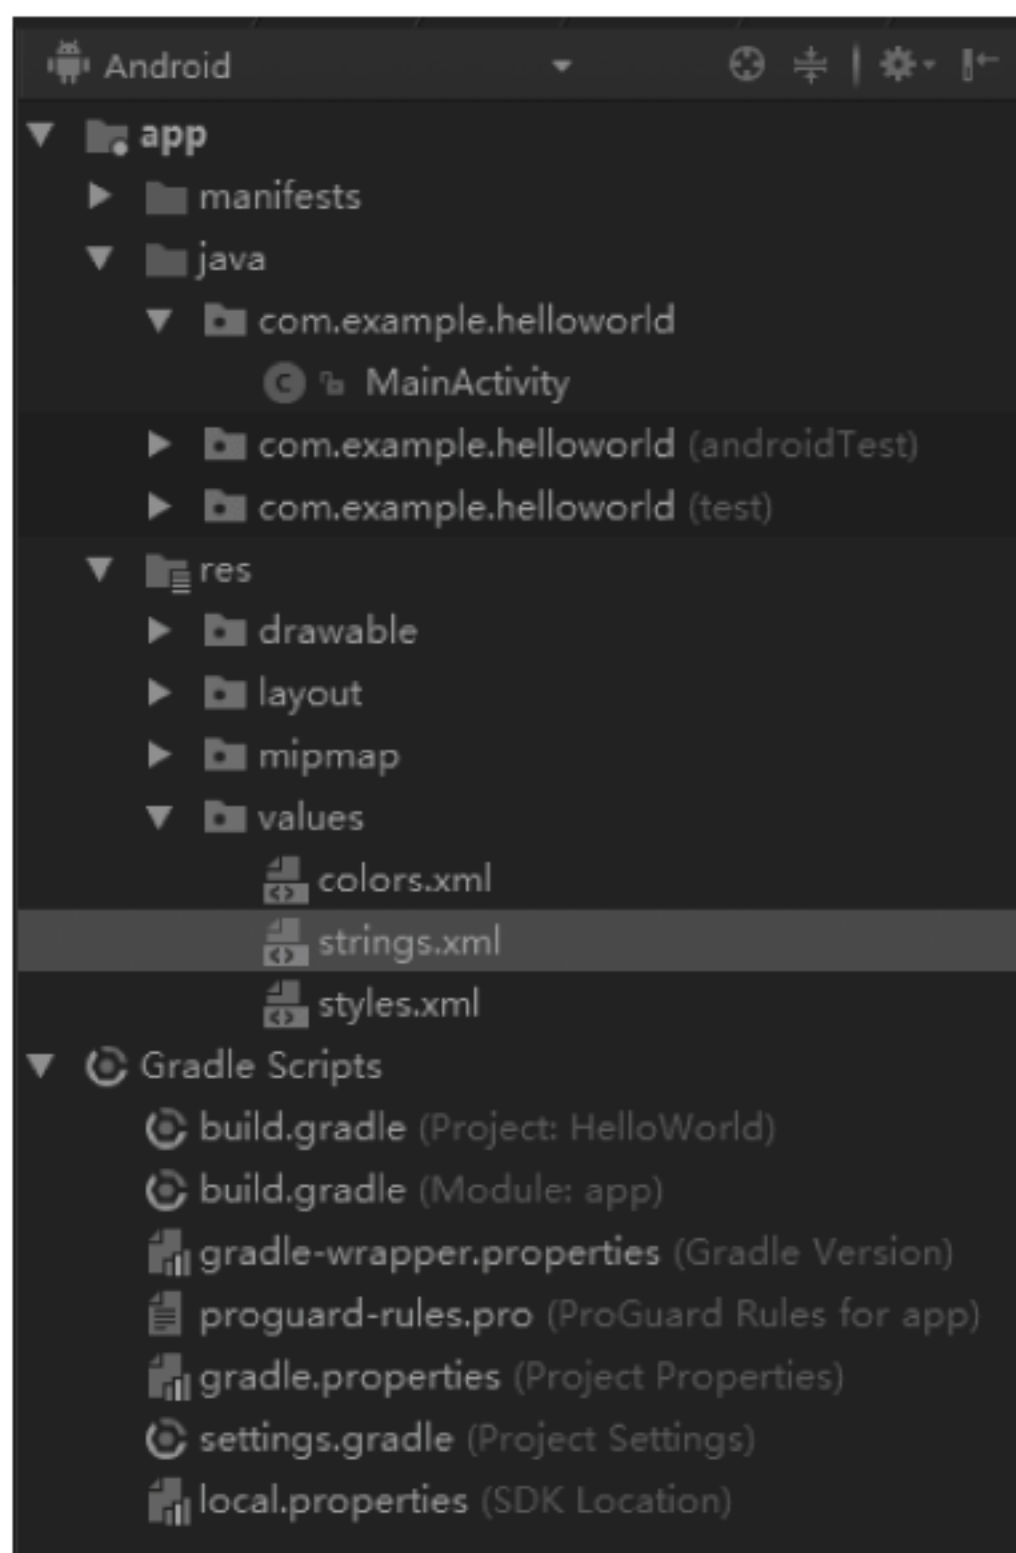 Android
app
manifests
java
com.example.helloworld
MainActivity
com.example.helloworld (androidTest)
com.example.helloworld (test)
res
drawable
layout
mipmap
values
colors.xml
strings.xml
styles.xml
Gradle Scripts
build.gradle (Project: HelloWorld)
build.gradle (Module: app)
gradle-wrapper.properties (Gradle Version)
proguard-rules.pro (ProGuard Rules for app)
gradle.properties (Project Properties)
settings.gradle (Project Settings)
local.properties (SDK Location)